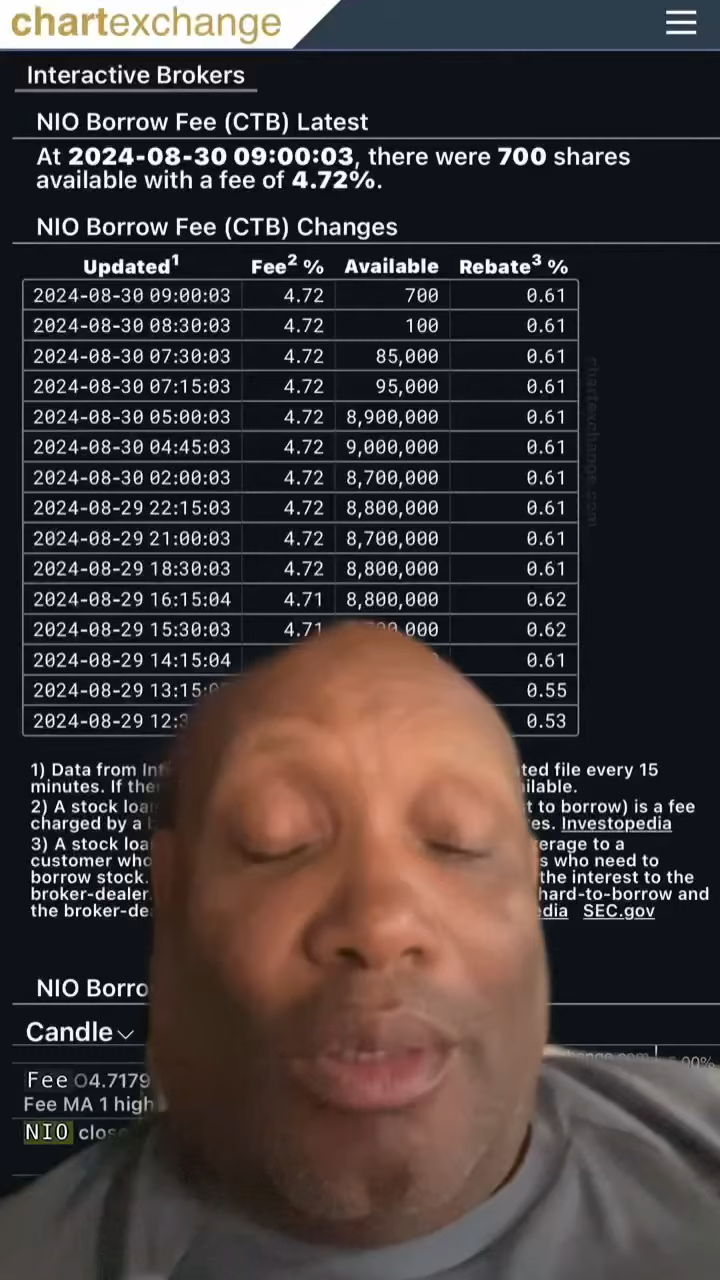 chartexchange
Interactive Brokers
NIO Borrow Fee (CTB) Latest
At 2024-08-30 09:00:03, there were 700 shares
available with a fee of 4.72%.
NIO Borrow Fee (CTB) Changes
Updated1 Fee2 % Available Rebate3 %
2024-08-30 09:00:03 4.72 700 0.61
2024-08-30 08:30:03 4.72 100 0.61
2024-08-30 07:30:03 4.72 85,000 0.61
2024-08-30 07:15:03 4.72 95,000 0.61
2024-08-30 05:00:03 4.72 8,900,000 0.61
2024-08-30 04:45:03 4.72 9,000,000 0.61
2024-08-30 02:00:03 4.72 8,700,000 0.61
2024-08-29 22:15:03 4.72 8,800,000 0.61
2024-08-29 21:00:03 4.72 8,700,000 0.61
2024-08-29 18:30:03 4.72 8,800,000 0.61
2024-08-29 16:15:04 4.71 8,800,000 0.62
2024-08-29 15:30:03 4.71 0.62
2024-08-29 14:15:04 0.61
2024-08-29 13:15 0.55
2024-08-29 0.53
chartexchange.com
1) Data from file every 15
minutes. If
2) A stock to borrow) is a fee
charged by a Investopedia
3) A stock to a
customer who who need to
borrow stock. the interest to the
broker-dealer hard-to-borrow and
the SEC.gov
NIO
Candle
Fee O4.7179
Fee MA 1 high
NIO